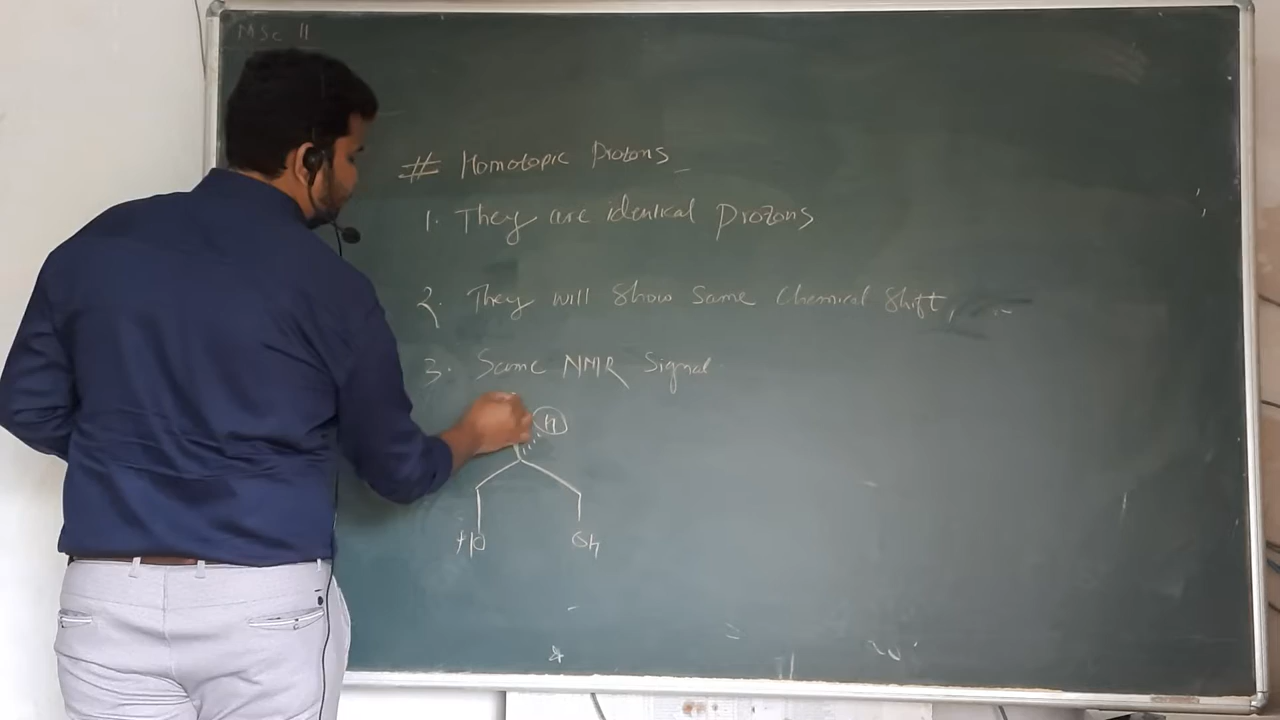 MSc II
# Homotopic Protons
1. They are identical protons
2. They will show same chemical shift,
3. Same NMR Signal
H
HO OH